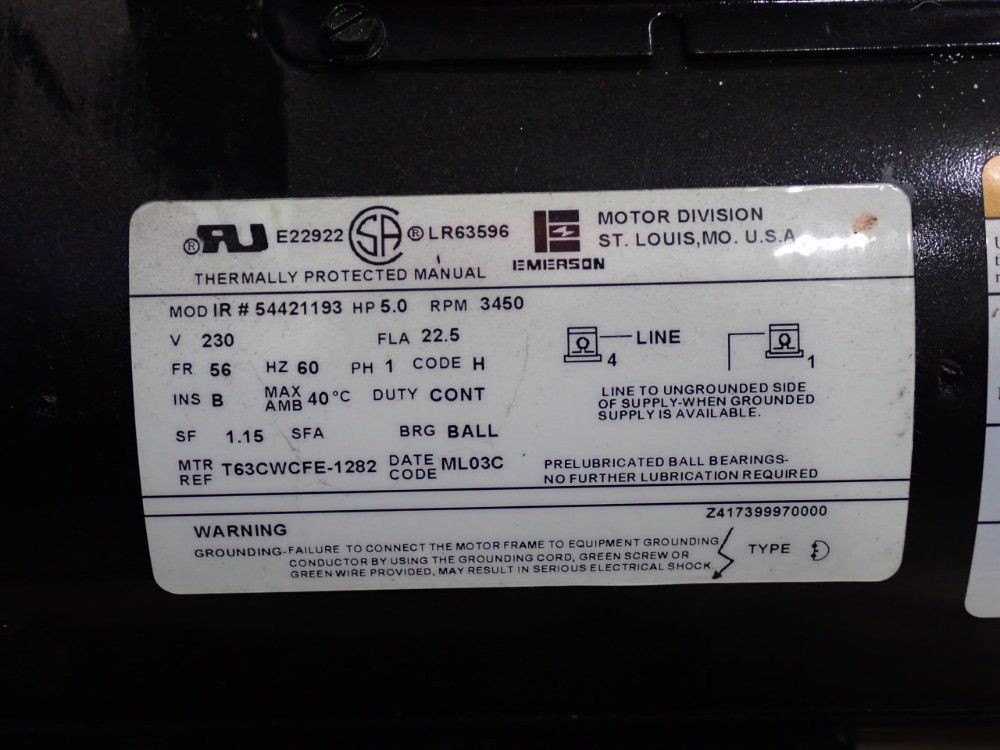 ® RU E22922 SA ® LR63596
EMERSON
MOTOR DIVISION
ST. LOUIS, MO. U.S.A
THERMALLY PROTECTED MANUAL
MOD IR # 54421193 HP 5.0 RPM 3450
V 230 FLA 22.5
FR 56 HZ 60 PH 1 CODE H
INS B MAX AMB 40°C DUTY CONT
SF 1.15 SFA BRG BALL
MTR REF T63CWCFE-1282 DATE CODE ML03C
4 LINE 1
LINE TO UNGROUNDED SIDE
OF SUPPLY-WHEN GROUNDED
SUPPLY IS AVAILABLE.
PRELUBRICATED BALL BEARINGS-
NO FURTHER LUBRICATION REQUIRED
Z417399970000
WARNING
GROUNDING-FAILURE TO CONNECT THE MOTOR FRAME TO EQUIPMENT GROUNDING
CONDUCTOR BY USING THE GROUNDING CORD, GREEN SCREW OR
GREEN WIRE PROVIDED, MAY RESULT IN SERIOUS ELECTRICAL SHOCK.
TYPE